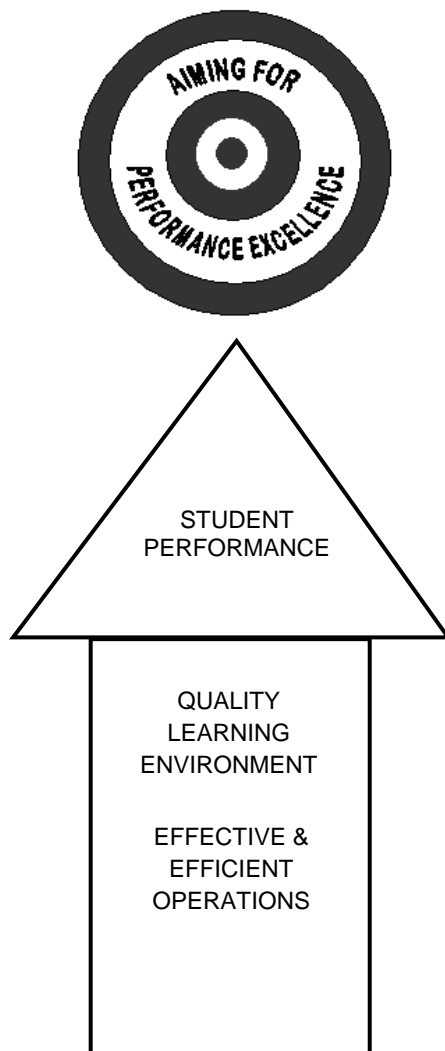 AIMING FOR
PERFORMANCE EXCELLENCE
STUDENT
PERFORMANCE
QUALITY
LEARNING
ENVIRONMENT
EFFECTIVE &
EFFICIENT
OPERATIONS